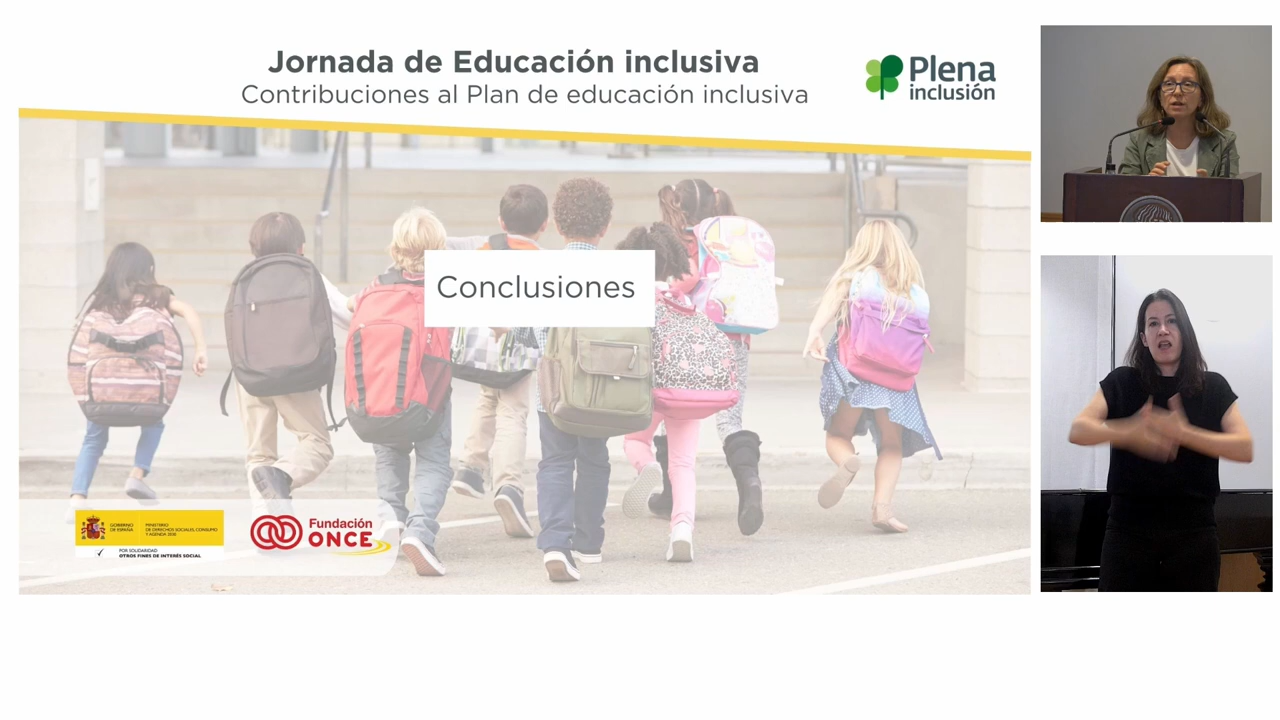 Jornada de Educación inclusiva
Contribuciones al Plan de educación inclusiva
Plena
inclusión
Conclusiones
GOBIERNO
DE ESPAÑA
MINISTERIO
DE DERECHOS SOCIALES, CONSUMO
Y AGENDA 2030
POR SOLIDARIDAD
OTROS FINES DE INTERÉS SOCIAL
Fundación
ONCE